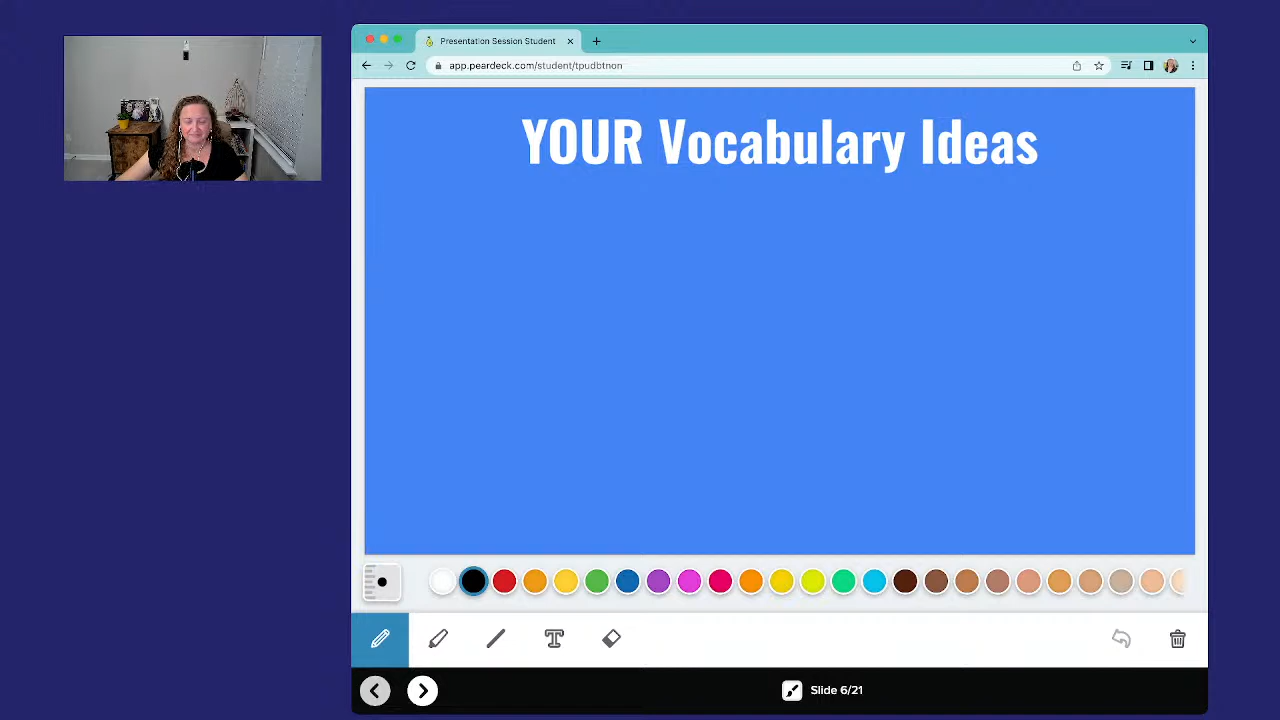 Presentation Session Student
app.peardeck.com/student/tpudbtnon
YOUR Vocabulary Ideas
T
Slide 6/21